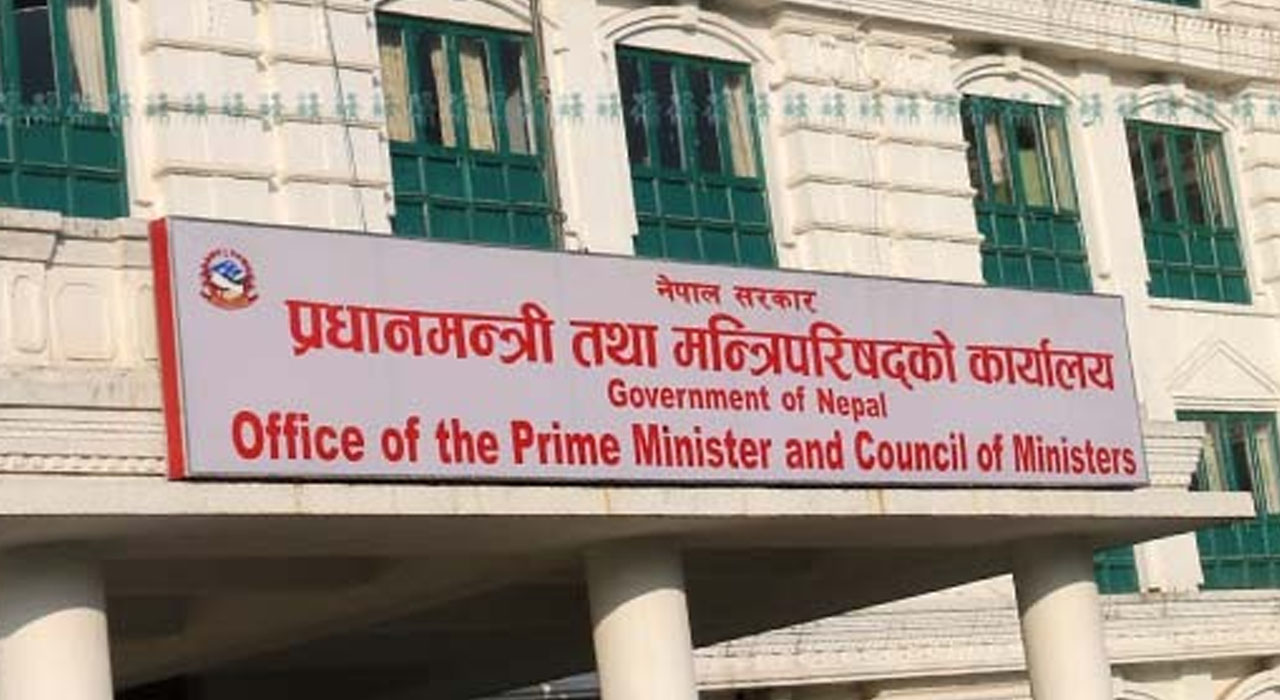 नेपाल सरकार
प्रधानमन्त्री तथा मन्त्रिपरिषद्को कार्यालय
Government of Nepal
Office of the Prime Minister and Council of Ministers